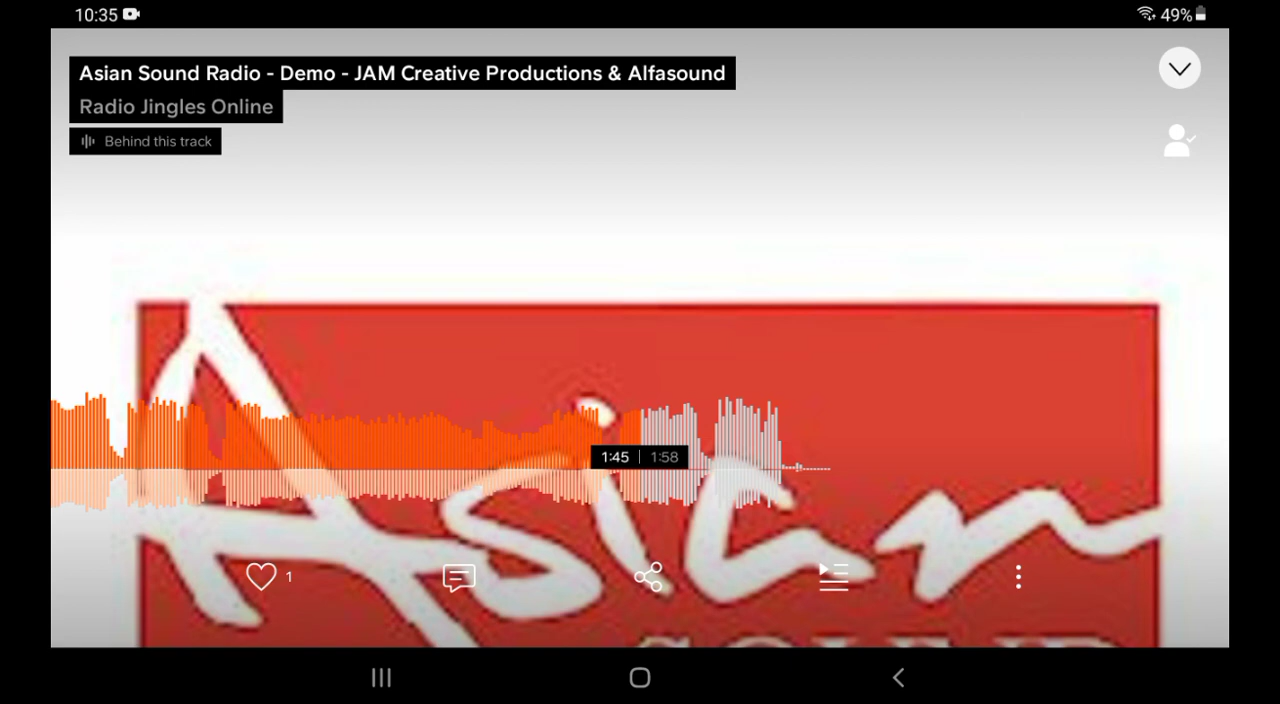 10:35
49%
Asian Sound Radio - Demo - JAM Creative Productions & Alfasound
Radio Jingles Online
Behind this track
1:45 | 1:58
Asian
SOUND
1